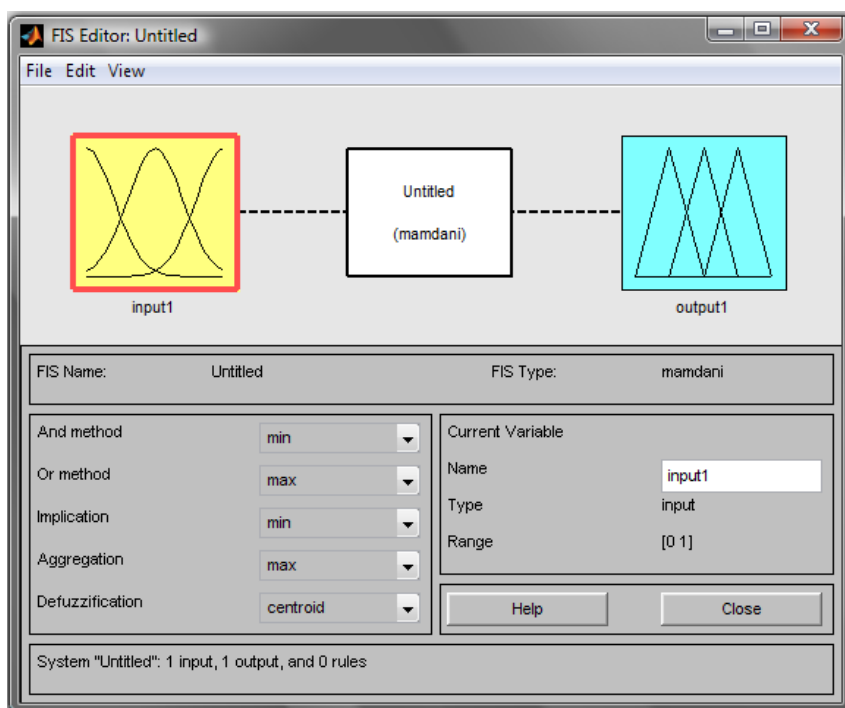 FIS Editor: Untitled
File Edit View
Untitled
(mamdani)
input1
output1
FIS Name: Untitled
FIS Type: mamdani
And method min
Or method max
Implication min
Aggregation max
Defuzzification centroid
Current Variable
Name input1
Type input
Range [0 1]
Help Close
System "Untitled": 1 input, 1 output, and 0 rules